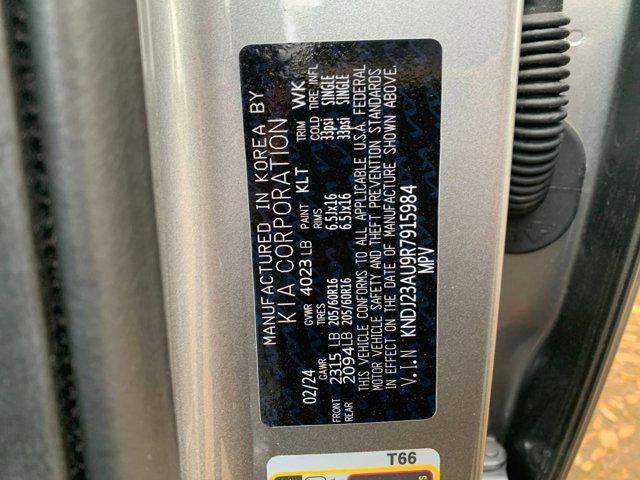 MANUFACTURED IN KOREA BY
KIA CORPORATION
02/24 GVWR 4023 LB PAINT KLT TRIM WK
GAWR TIRES RIMS COLD TIRE INFL
FRONT 2315 LB 205/60R16 6.5Jx16 33psi SINGLE
REAR 2094 LB 205/60R16 6.5Jx16 33psi SINGLE
THIS VEHICLE CONFORMS TO ALL APPLICABLE U.S.A. FEDERAL
MOTOR VEHICLE SAFETY AND THEFT PREVENTION STANDARDS
IN EFFECT ON THE DATE OF MANUFACTURE SHOWN ABOVE.
V.I.N KNDJ23AU9R7915984
MPV
T66